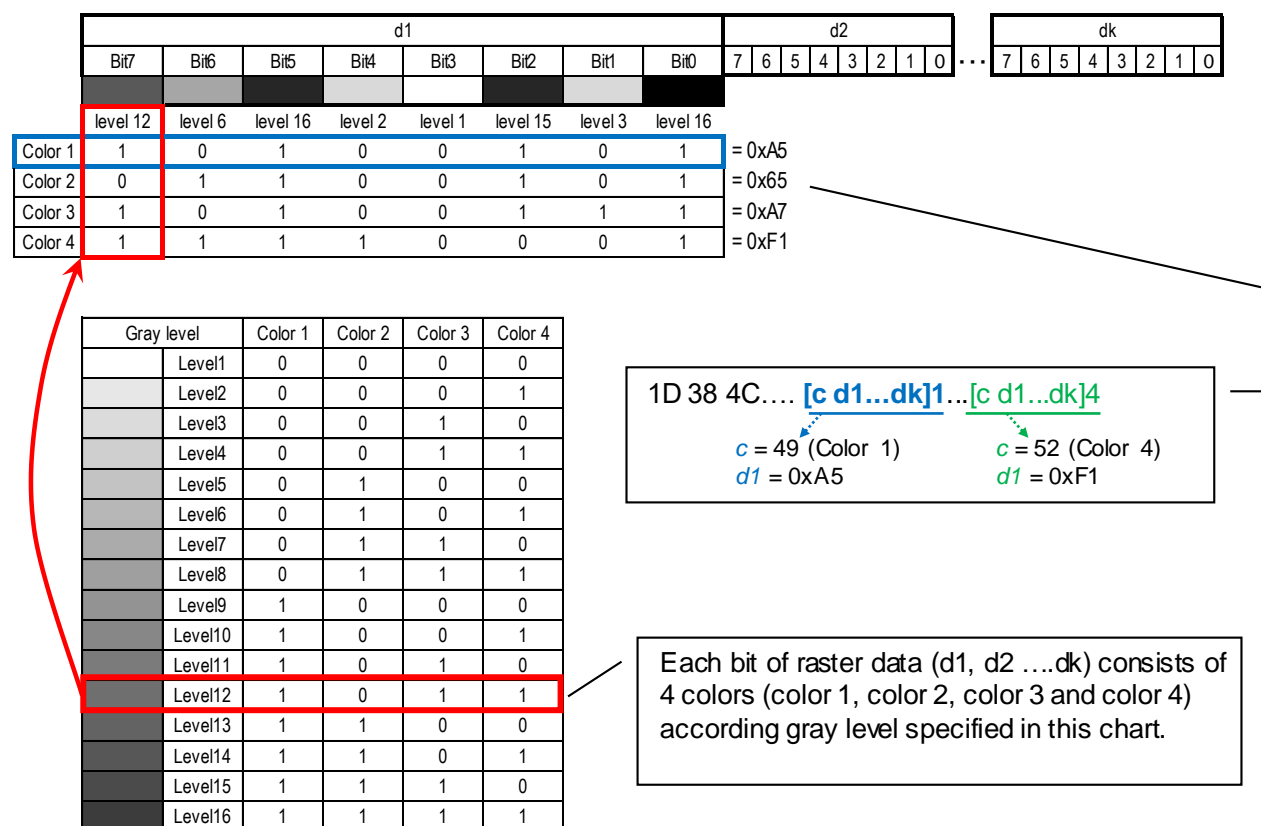 d1 d2 dk
Bit7 Bit6 Bit5 Bit4 Bit3 Bit2 Bit1 Bit0 7 6 5 4 3 2 1 0 ... 7 6 5 4 3 2 1 0
level 12 level 6 level 16 level 2 level 1 level 15 level 3 level 16
Color 1 1 0 1 0 0 1 0 1 = 0xA5
Color 2 0 1 1 0 0 1 0 1 = 0x65
Color 3 1 0 1 0 0 1 1 1 = 0xA7
Color 4 1 1 1 1 0 0 0 1 = 0xF1
Gray level Color 1 Color 2 Color 3 Color 4
Level1 0 0 0 0
Level2 0 0 0 1
Level3 0 0 1 0
Level4 0 0 1 1
Level5 0 1 0 0
Level6 0 1 0 1
Level7 0 1 1 0
Level8 0 1 1 1
Level9 1 0 0 0
Level10 1 0 0 1
Level11 1 0 1 0
Level12 1 0 1 1
Level13 1 1 0 0
Level14 1 1 0 1
Level15 1 1 1 0
Level16 1 1 1 1
1D 38 4C.... [c d1...dk]1...[c d1...dk]4
c = 49 (Color 1) c = 52 (Color 4)
d1 = 0xA5 d1 = 0xF1
Each bit of raster data (d1, d2 ....dk) consists of
4 colors (color 1, color 2, color 3 and color 4)
according gray level specified in this chart.